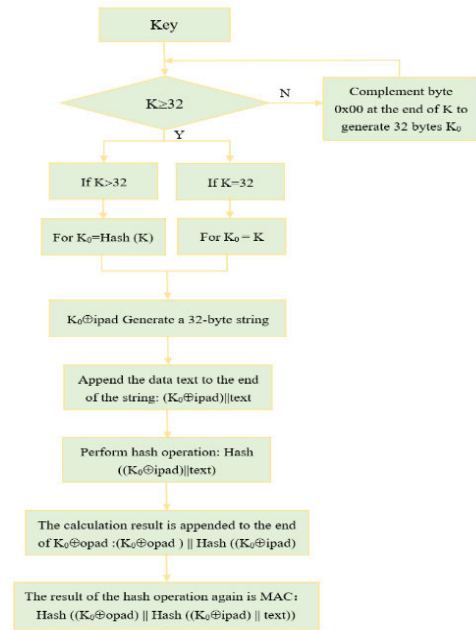 Key
K≥32
N
Complement byte
0x00 at the end of K to
generate 32 bytes K₀
Y
If K>32
If K=32
For K₀=Hash (K)
For K₀ = K
K₀⊕ipad Generate a 32-byte string
Append the data text to the end
of the string: (K₀⊕ipad)||text
Perform hash operation: Hash
((K₀⊕ipad)||text)
The calculation result is appended to the end
of K₀⊕opad :(K₀⊕opad ) || Hash ((K₀⊕ipad)
The result of the hash operation again is MAC:
Hash ((K₀⊕opad) || Hash ((K₀⊕ipad) || text))